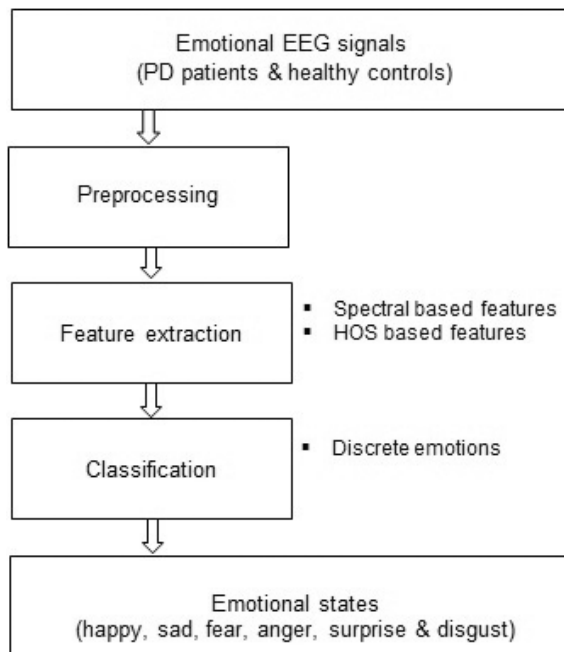 Emotional EEG signals
(PD patients & healthy controls)
Preprocessing
Feature extraction
▪ Spectral based features
▪ HOS based features
Classification
▪ Discrete emotions
Emotional states
(happy, sad, fear, anger, surprise & disgust)